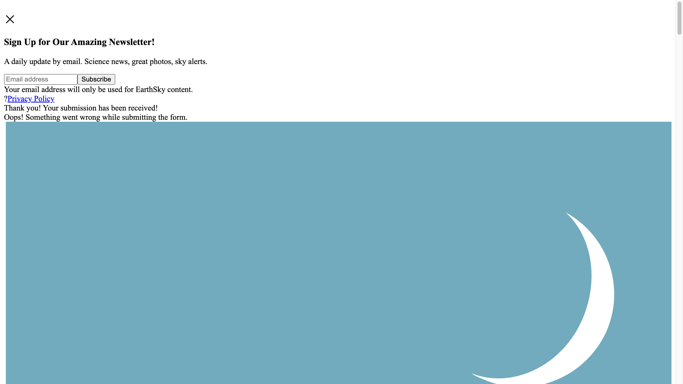 Sign Up for Our Amazing Newsletter!
A daily update by email. Science news, great photos, sky alerts.
Email address Subscribe
Your email address will only be used for EarthSky content.
?Privacy Policy
Thank you! Your submission has been received!
Oops! Something went wrong while submitting the form.